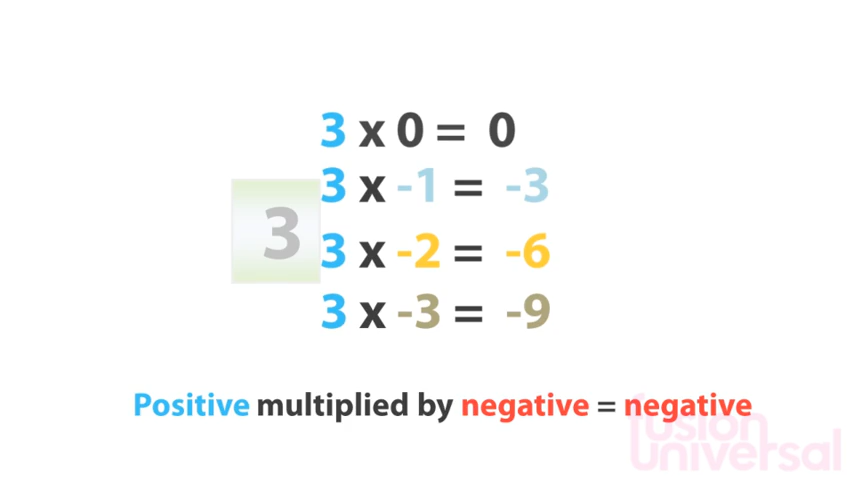 3 x 0 = 0
3 x -1 = -3
3
3 x -2 = -6
3 x -3 = -9
Positive multiplied by negative = negative
fusion
universal